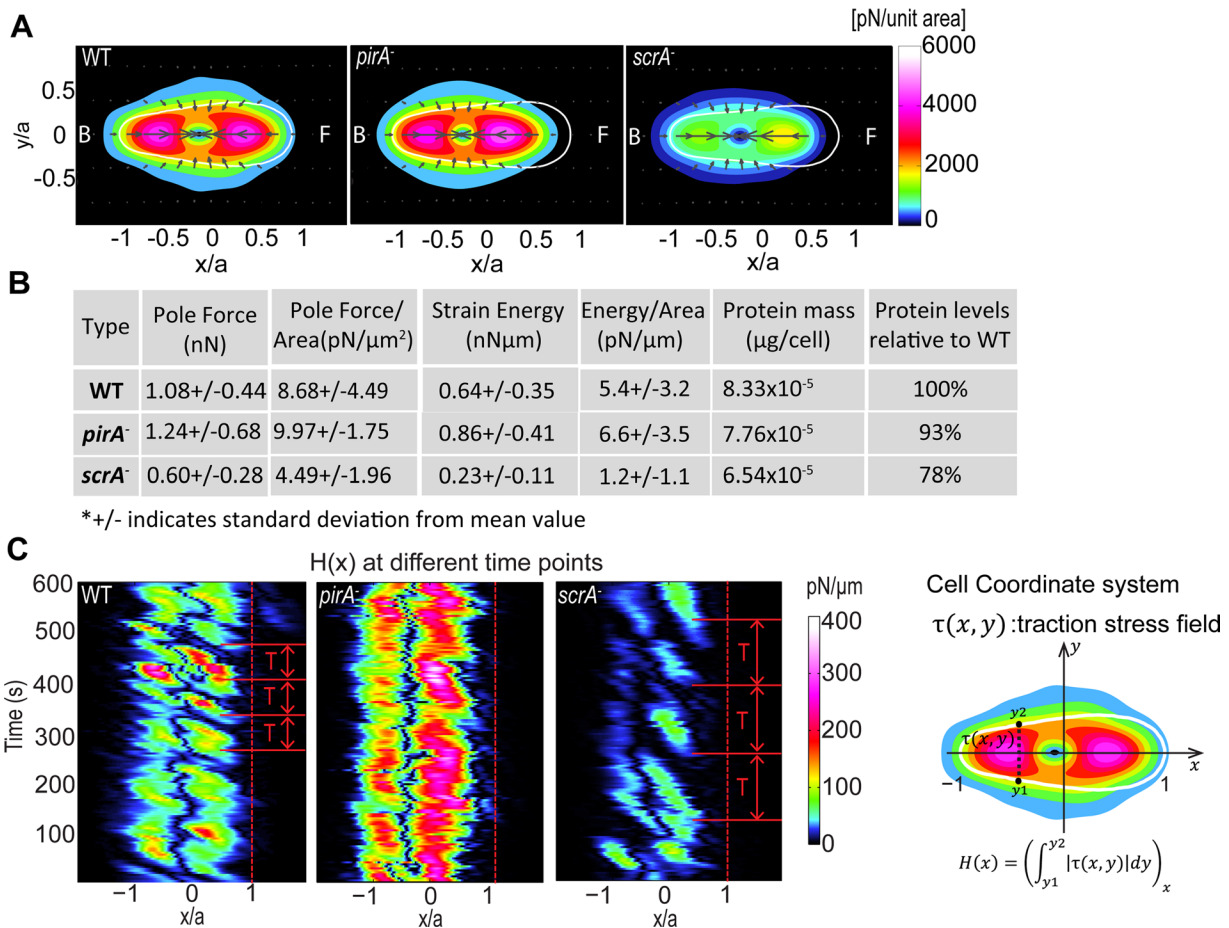 A
[pN/unit area]
WT
pirA-
scrA-
6000
4000
2000
0
y/a
0.5
0
-0.5
B
F
B
F
B
F
-1 -0.5 0 0.5 1
-1 -0.5 0 0.5 1
-1 -0.5 0 0.5 1
x/a
x/a
x/a
B
Type
Pole Force
(nN)
Pole Force/
Area(pN/μm²)
Strain Energy
(nNμm)
Energy/Area
(pN/μm)
Protein mass
(μg/cell)
Protein levels
relative to WT
WT 1.08+/-0.44 8.68+/-4.49 0.64+/-0.35 5.4+/-3.2 8.33x10⁻⁵ 100%
pirA- 1.24+/-0.68 9.97+/-1.75 0.86+/-0.41 6.6+/-3.5 7.76x10⁻⁵ 93%
scrA- 0.60+/-0.28 4.49+/-1.96 0.23+/-0.11 1.2+/-1.1 6.54x10⁻⁵ 78%
*+/- indicates standard deviation from mean value
C
H(x) at different time points
WT
pirA-
scrA-
Time (s)
600
500
400
300
200
100
T
T
T
T
T
T
−1 0 1
−1 0 1
−1 0 1
x/a
x/a
x/a
pN/μm
400
300
200
100
0
Cell Coordinate system
τ(x, y) :traction stress field
y
y2
τ(x, y)
y1
−1
1
x
H(x) = (∫_{y1}^{y2} |τ(x, y)|dy)_x